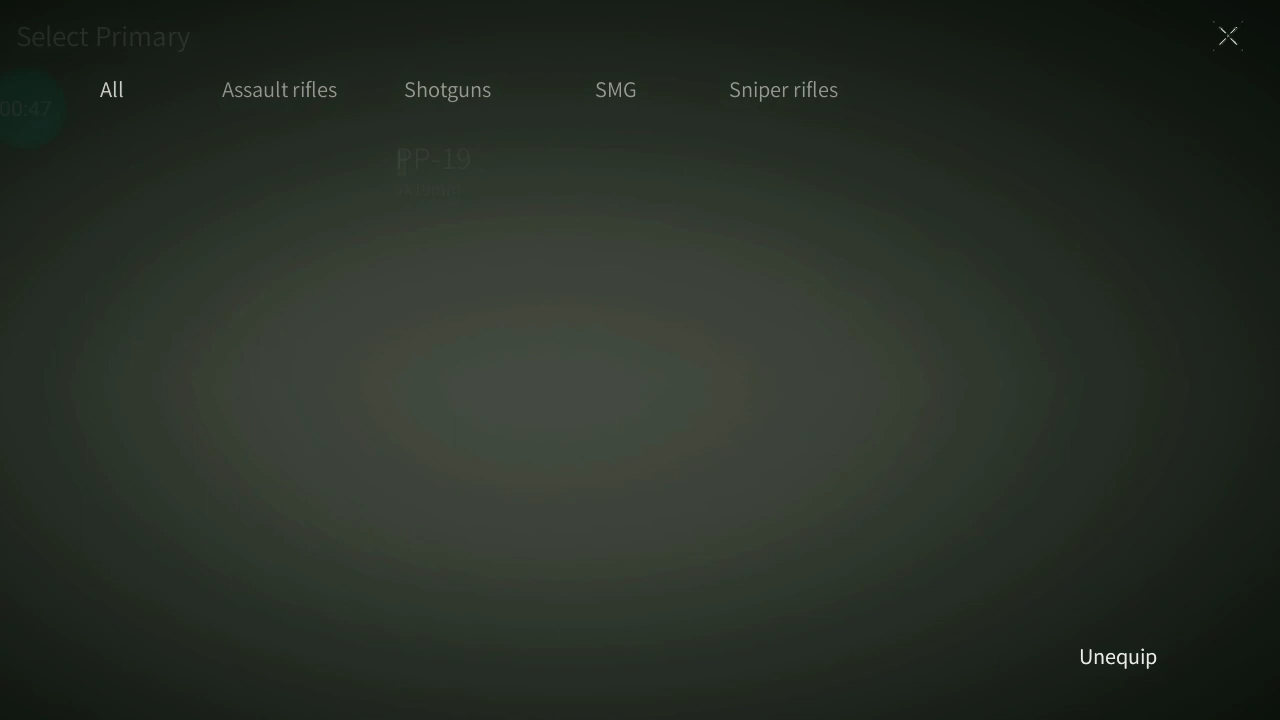 Select Primary
All Assault rifles Shotguns SMG Sniper rifles
00:47
PP-19
Unequip